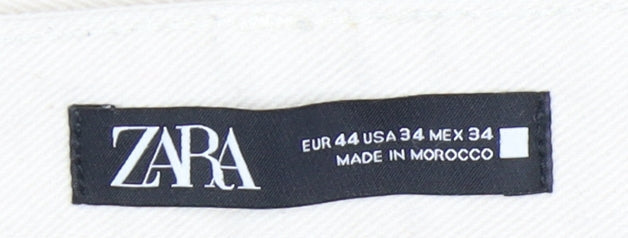 ZARA
EUR 44 USA 34 MEX 34
MADE IN MOROCCO